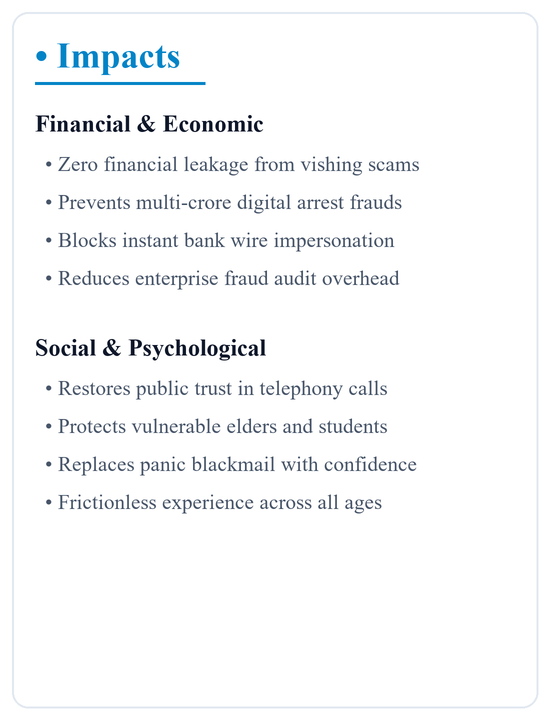 • Impacts
Financial & Economic
• Zero financial leakage from vishing scams
• Prevents multi-crore digital arrest frauds
• Blocks instant bank wire impersonation
• Reduces enterprise fraud audit overhead
Social & Psychological
• Restores public trust in telephony calls
• Protects vulnerable elders and students
• Replaces panic blackmail with confidence
• Frictionless experience across all ages